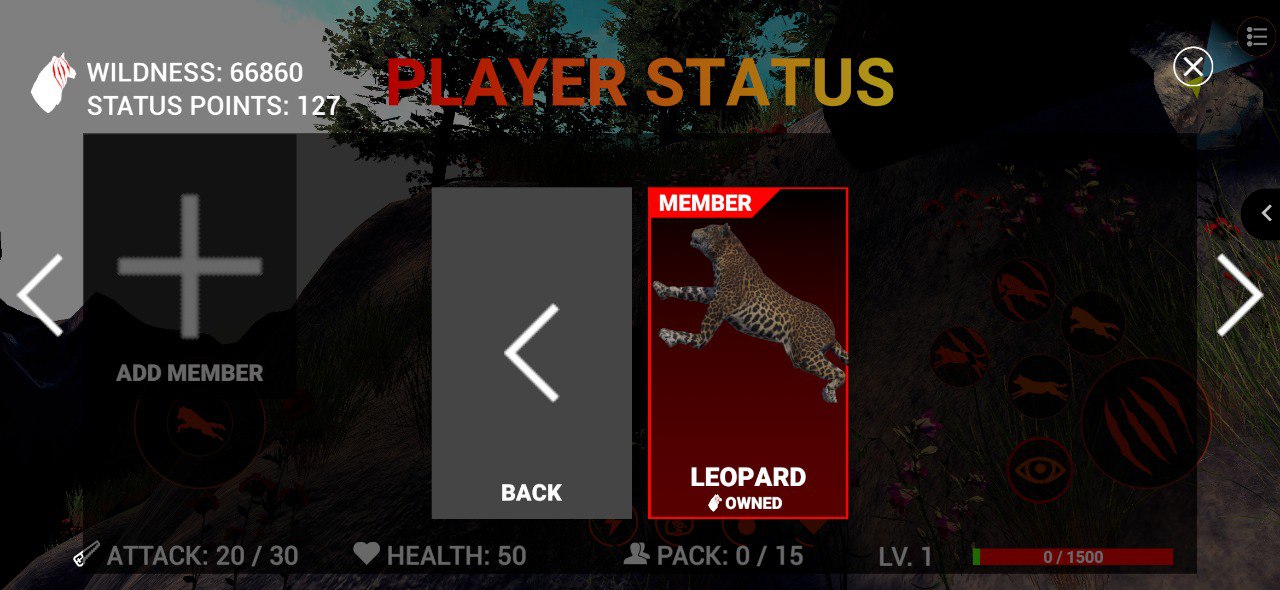 WILDNESS: 66860
STATUS POINTS: 127
PLAYER STATUS
MEMBER
ADD MEMBER
LEOPARD
OWNED
BACK
ATTACK: 20 / 30
HEALTH: 50
PACK: 0 / 15
LV. 1
0 / 1500